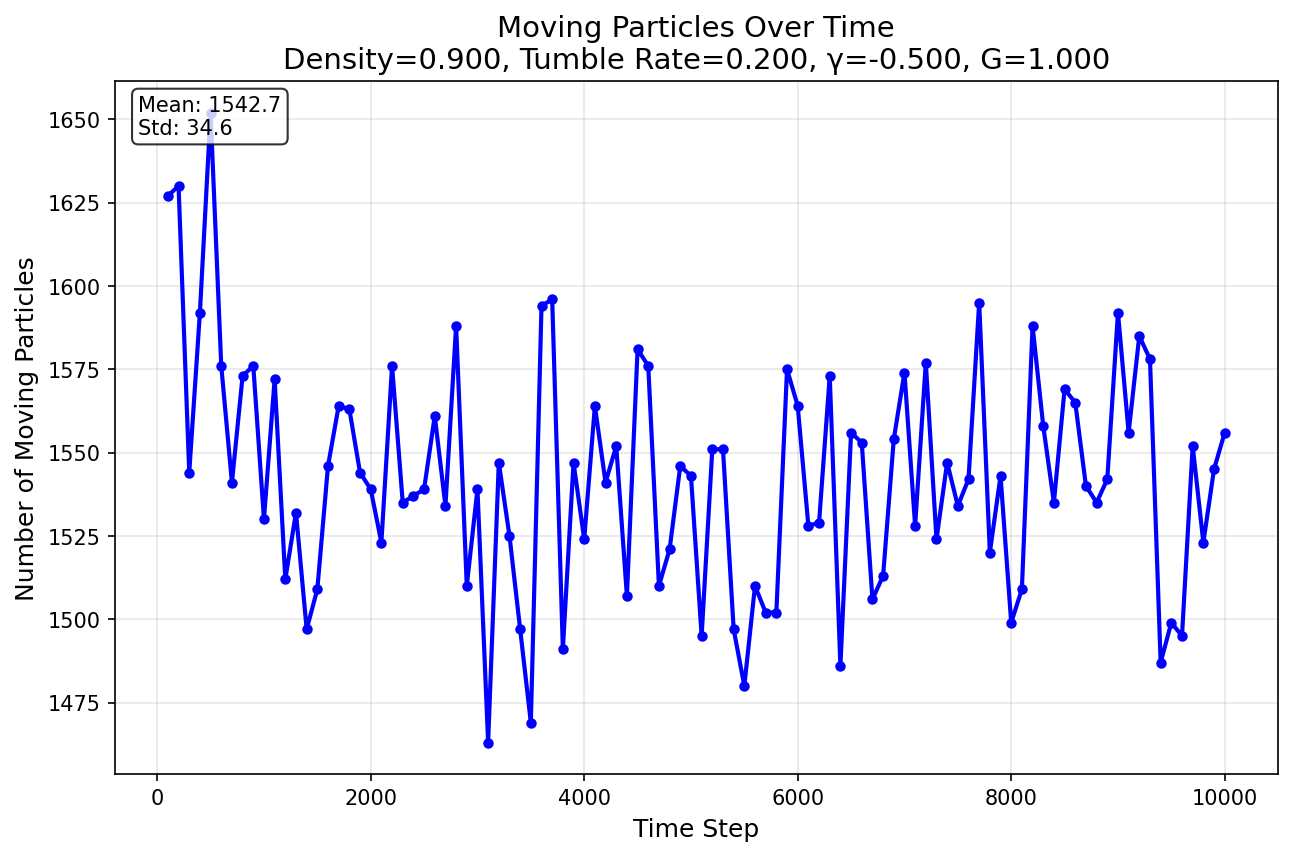 Moving Particles Over Time
Density=0.900, Tumble Rate=0.200, γ=-0.500, G=1.000
Mean: 1542.7
Std: 34.6
Number of Moving Particles
1650
1625
1600
1575
1550
1525
1500
1475
0 2000 4000 6000 8000 10000
Time Step